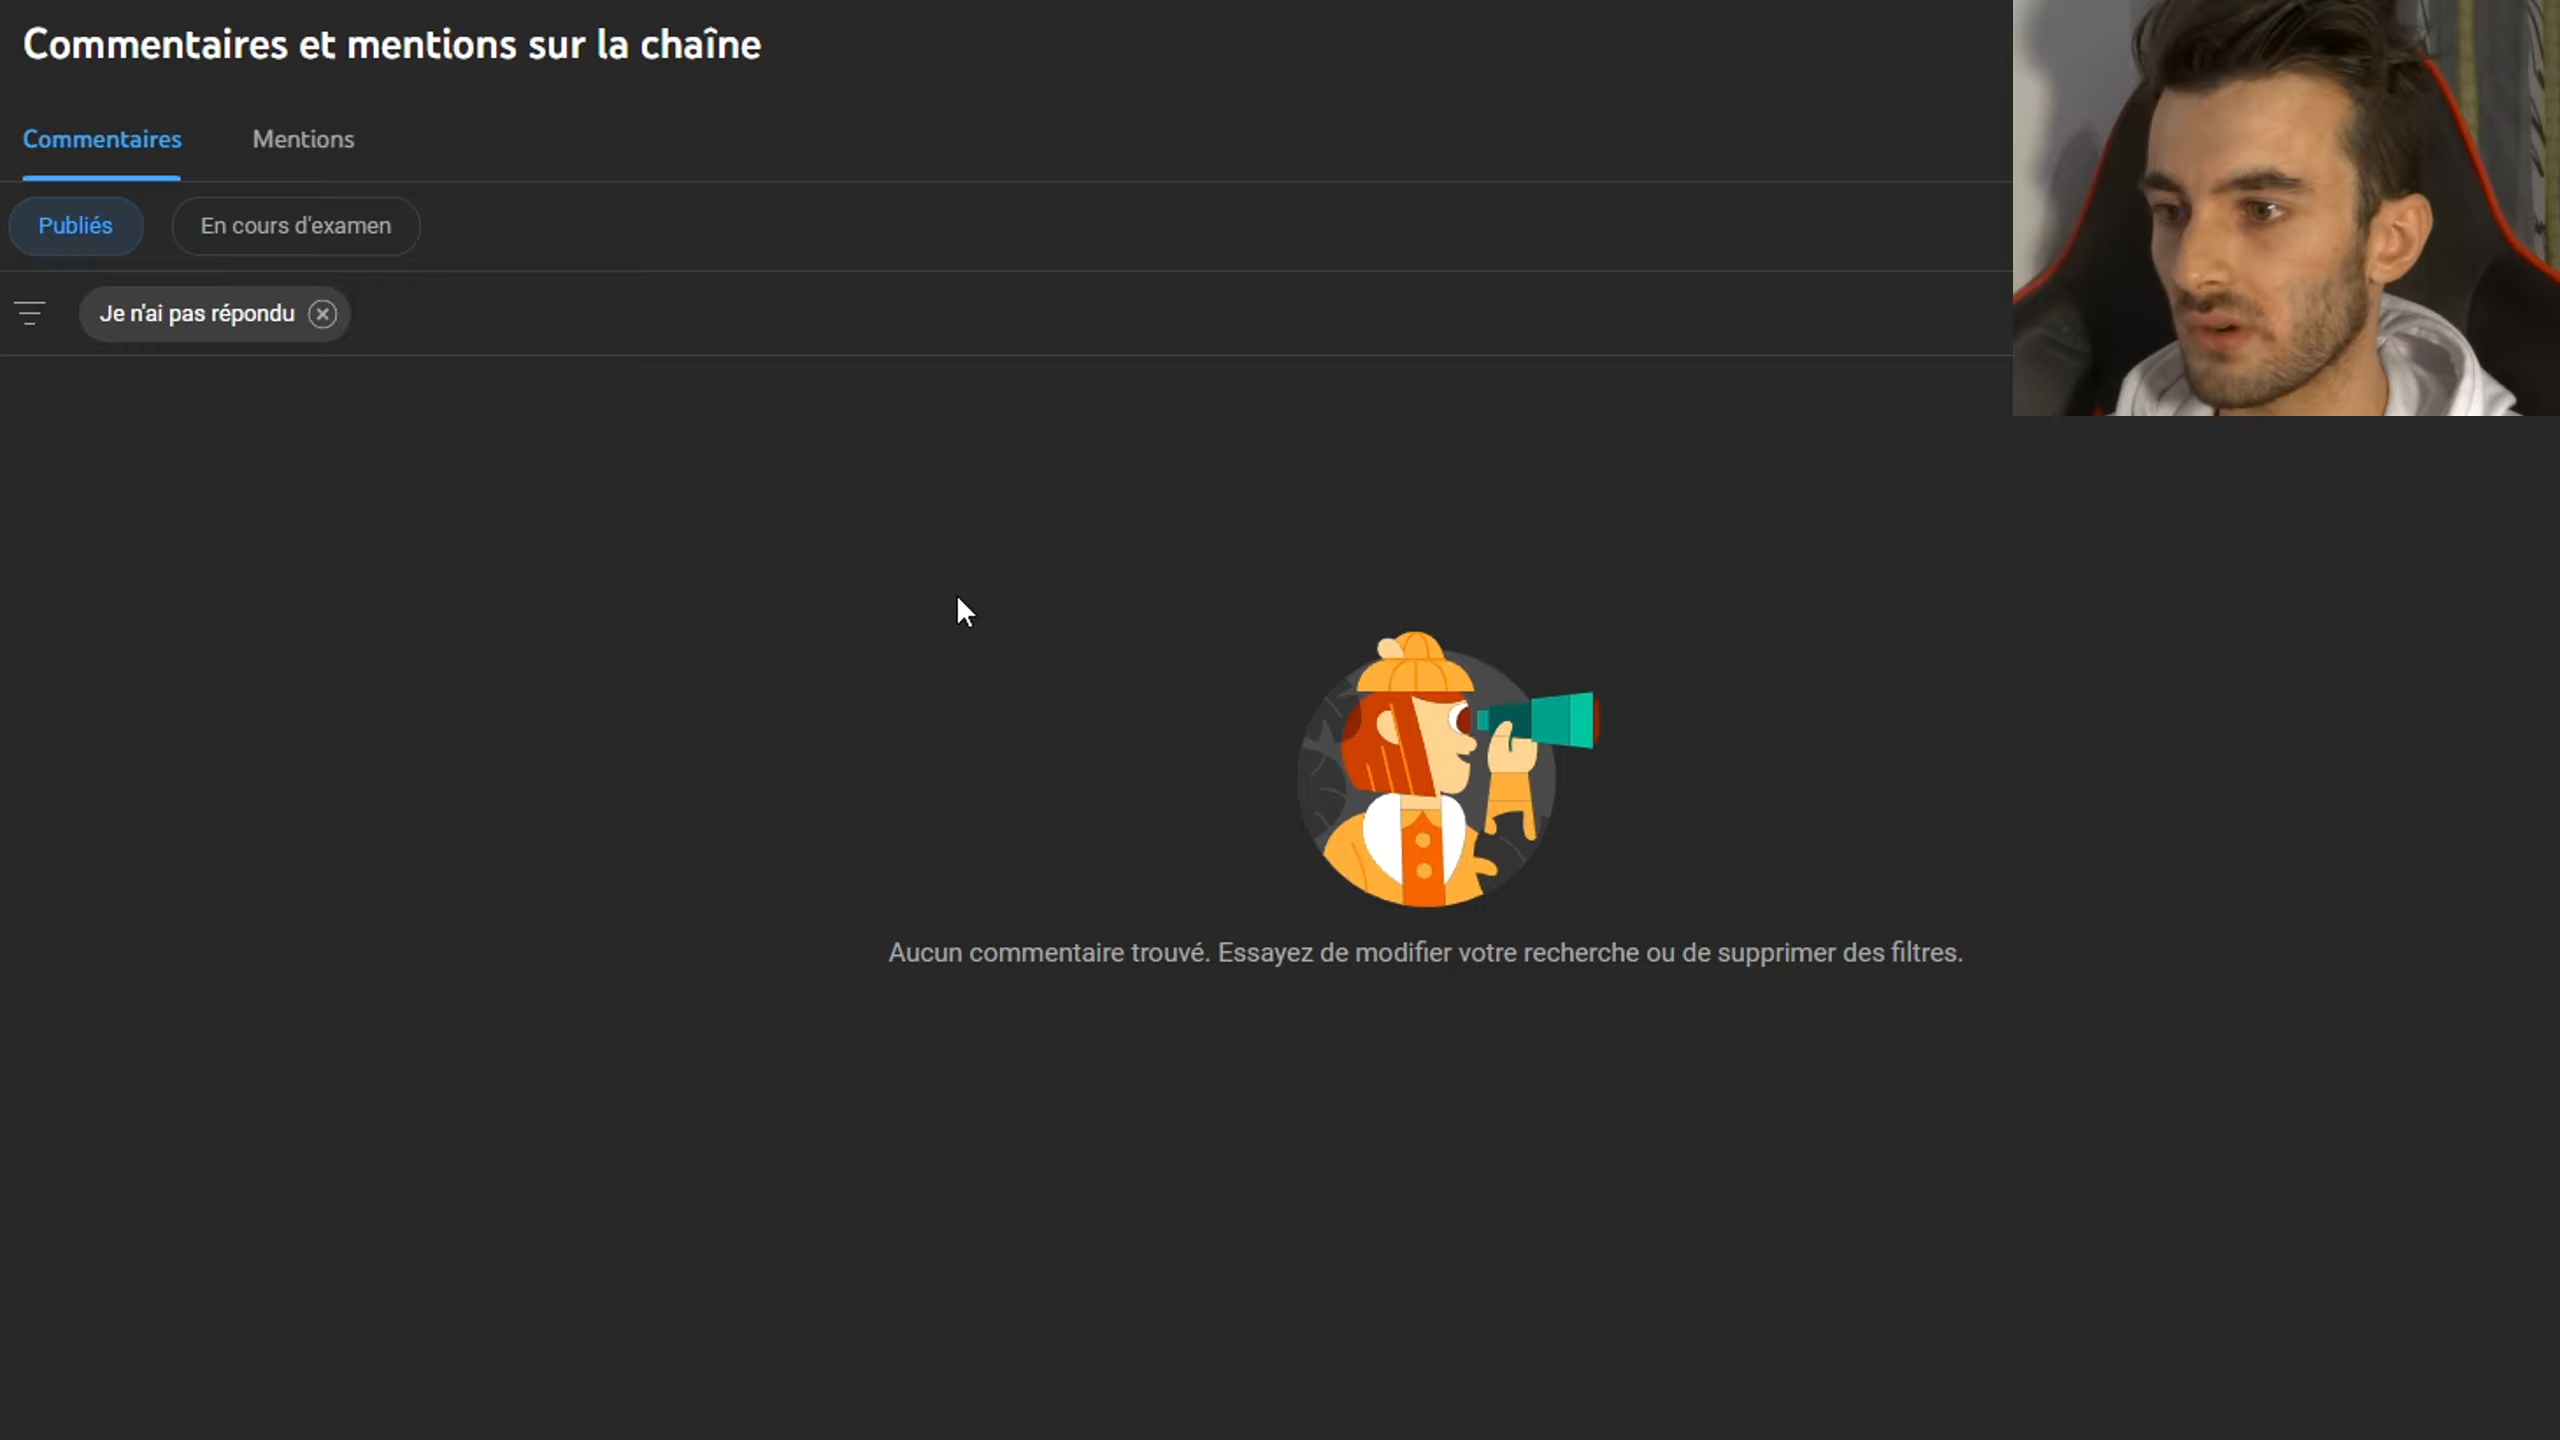 Commentaires et mentions sur la chaîne
Commentaires Mentions
Publiés En cours d'examen
Je n'ai pas répondu
Aucun commentaire trouvé. Essayez de modifier votre recherche ou de supprimer des filtres.